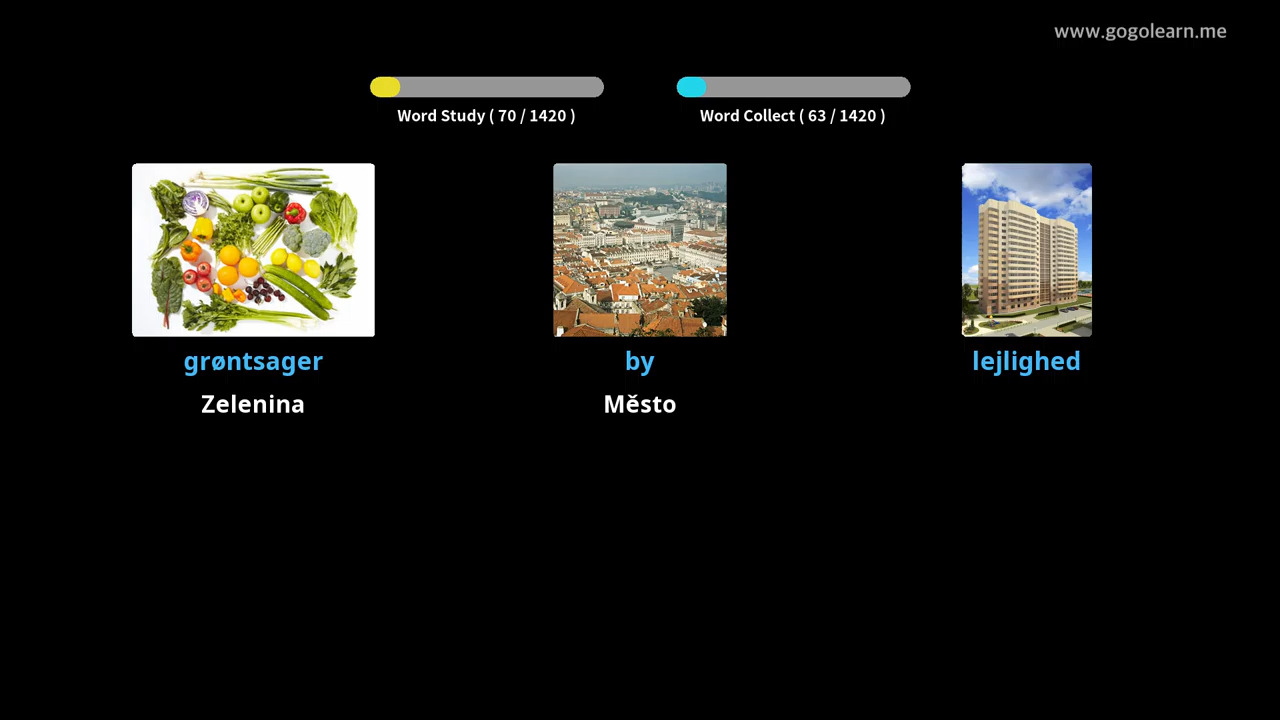 www.gogolearn.me
Word Study ( 70 / 1420 )
Word Collect ( 63 / 1420 )
grøntsager
by
lejlighed
Zelenina
Město